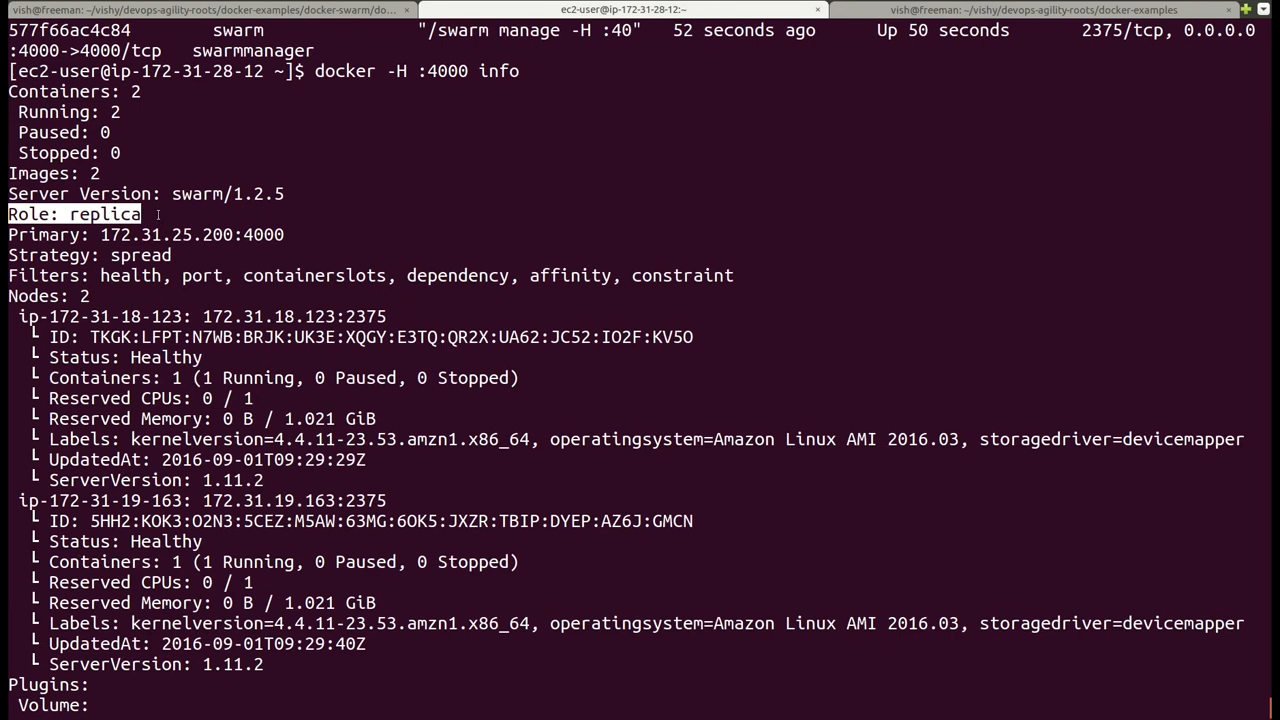 vish@freeman: ~/vishy/devops-agility-roots/docker-examples/docker-swarm/do... × ec2-user@ip-172-31-28-12:~ × vish@freeman: ~/vishy/devops-agility-roots/docker-examples ×
577f66ac4c84 swarm "/swarm manage -H :40" 52 seconds ago Up 50 seconds 2375/tcp, 0.0.0.0
:4000->4000/tcp swarmmanager
[ec2-user@ip-172-31-28-12 ~]$ docker -H :4000 info
Containers: 2
Running: 2
Paused: 0
Stopped: 0
Images: 2
Server Version: swarm/1.2.5
Role: replica
Primary: 172.31.25.200:4000
Strategy: spread
Filters: health, port, containerslots, dependency, affinity, constraint
Nodes: 2
ip-172-31-18-123: 172.31.18.123:2375
└ ID: TKGK:LFPT:N7WB:BRJK:UK3E:XQGY:E3TQ:QR2X:UA62:JC52:IO2F:KV5O
└ Status: Healthy
└ Containers: 1 (1 Running, 0 Paused, 0 Stopped)
└ Reserved CPUs: 0 / 1
└ Reserved Memory: 0 B / 1.021 GiB
└ Labels: kernelversion=4.4.11-23.53.amzn1.x86_64, operatingsystem=Amazon Linux AMI 2016.03, storagedriver=devicemapper
└ UpdatedAt: 2016-09-01T09:29:29Z
└ ServerVersion: 1.11.2
ip-172-31-19-163: 172.31.19.163:2375
└ ID: 5HH2:KOK3:O2N3:5CEZ:M5AW:63MG:6OK5:JXZR:TBIP:DYEP:AZ6J:GMCN
└ Status: Healthy
└ Containers: 1 (1 Running, 0 Paused, 0 Stopped)
└ Reserved CPUs: 0 / 1
└ Reserved Memory: 0 B / 1.021 GiB
└ Labels: kernelversion=4.4.11-23.53.amzn1.x86_64, operatingsystem=Amazon Linux AMI 2016.03, storagedriver=devicemapper
└ UpdatedAt: 2016-09-01T09:29:40Z
└ ServerVersion: 1.11.2
Plugins:
Volume: